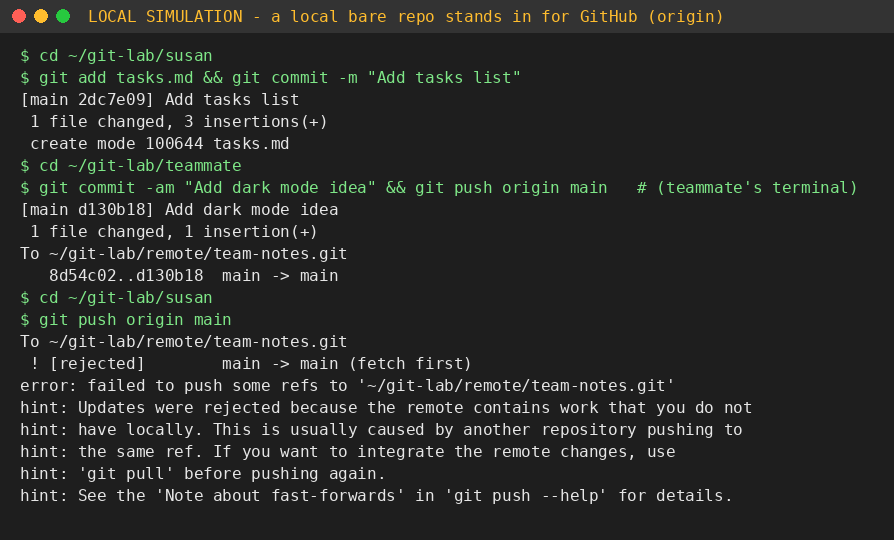 LOCAL SIMULATION - a local bare repo stands in for GitHub (origin)
$ cd ~/git-lab/susan
$ git add tasks.md && git commit -m "Add tasks list"
[main 2dc7e09] Add tasks list
 1 file changed, 3 insertions(+)
 create mode 100644 tasks.md
$ cd ~/git-lab/teammate
$ git commit -am "Add dark mode idea" && git push origin main   # (teammate's terminal)
[main d130b18] Add dark mode idea
 1 file changed, 1 insertion(+)
To ~/git-lab/remote/team-notes.git
   8d54c02..d130b18  main -> main
$ cd ~/git-lab/susan
$ git push origin main
To ~/git-lab/remote/team-notes.git
 ! [rejected]        main -> main (fetch first)
error: failed to push some refs to '~/git-lab/remote/team-notes.git'
hint: Updates were rejected because the remote contains work that you do not
hint: have locally. This is usually caused by another repository pushing to
hint: the same ref. If you want to integrate the remote changes, use
hint: 'git pull' before pushing again.
hint: See the 'Note about fast-forwards' in 'git push --help' for details.